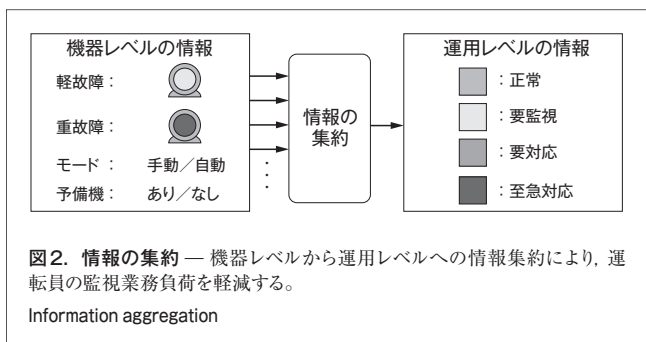 機器レベルの情報
軽故障：
重故障：
モード： 手動／自動
予備機： あり／なし
情報の
集約
運用レベルの情報
：正常
：要監視
：要対応
：至急対応
図2．情報の集約 — 機器レベルから運用レベルへの情報集約により，運
転員の監視業務負荷を軽減する。
Information aggregation